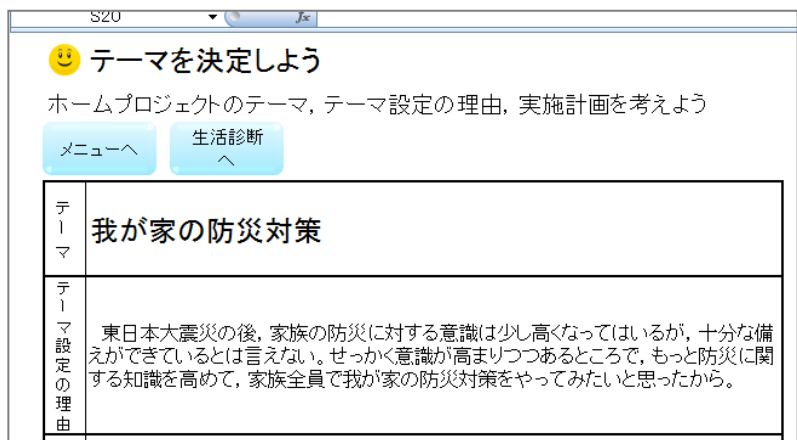 S20
fx
テーマを決定しよう
ホームプロジェクトのテーマ，テーマ設定の理由，実施計画を考えよう
メニューへ
生活診断
へ
テーマ
我が家の防災対策
テーマ設定の理由
東日本大震災の後，家族の防災に対する意識は少し高くなってはいるが，十分な備
えができているとは言えない。せっかく意識が高まりつつあるところで，もっと防災に関
する知識を高めて，家族全員で我が家の防災対策をやってみたいと思ったから。